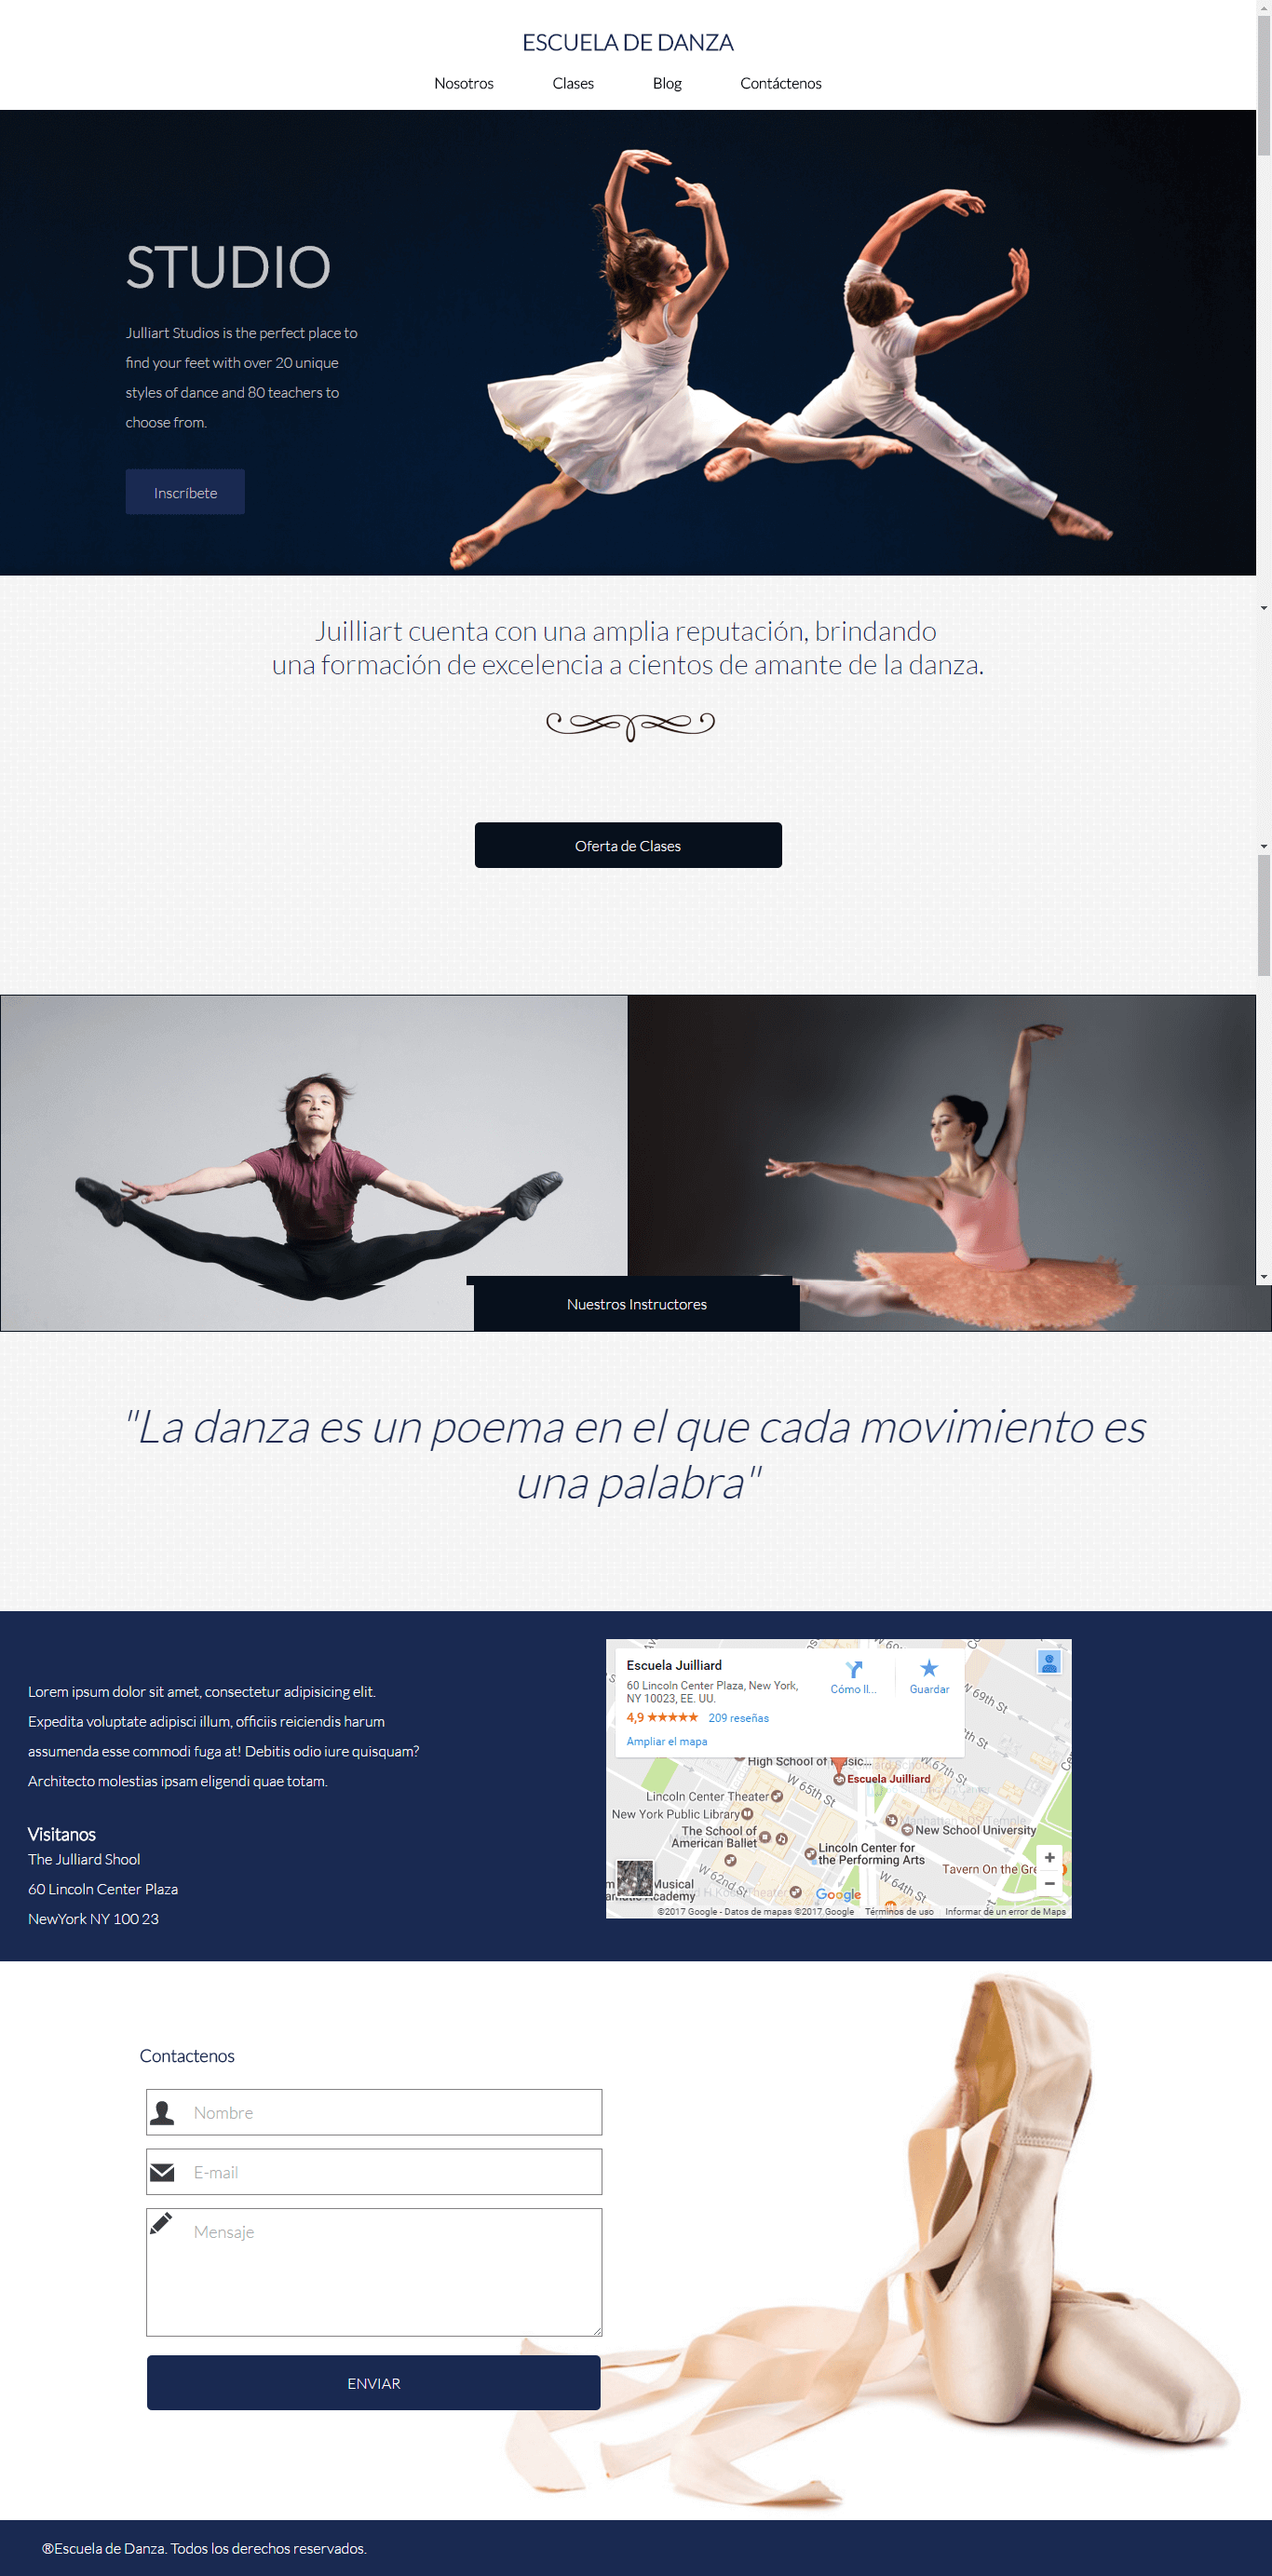 ESCUELA DE DANZA
Nosotros Clases Blog Contáctenos
STUDIO
Julliart Studios is the perfect place to
find your feet with over 20 unique
styles of dance and 80 teachers to
choose from.
Inscríbete
Juilliart cuenta con una amplia reputación, brindando
una formación de excelencia a cientos de amante de la danza.
Oferta de Clases
Nuestros Instructores
"La danza es un poema en el que cada movimiento es
una palabra"
Lorem ipsum dolor sit amet, consectetur adipisicing elit.
Expedita voluptate adipisci illum, officiis reiciendis harum
assumenda esse commodi fuga at! Debitis odio iure quisquam?
Architecto molestias ipsam eligendi quae totam.
Visitanos
The Julliard Shool
60 Lincoln Center Plaza
NewYork NY 100 23
Escuela Juilliard
60 Lincoln Center Plaza, New York,
NY 10023, EE. UU.
4,9 ★★★★★ 209 reseñas
Ampliar el mapa
Cómo ll...
Guardar
W 69th St
High School of Music...
W 67th St
Escuela Juilliard
W 65th St
Lincoln Center Theater
New York Public Library
Manhattan LDS Temple
New School University
The School of
American Ballet
Lincoln Center for
the Performing Arts
Tavern On the Gre
W 64th St
W 62nd St
Musical
Academy
Google
©2017 Google - Datos de mapas ©2017 Google Términos de uso Informar de un error de Maps
Contactenos
Nombre
E-mail
Mensaje
ENVIAR
®Escuela de Danza. Todos los derechos reservados.